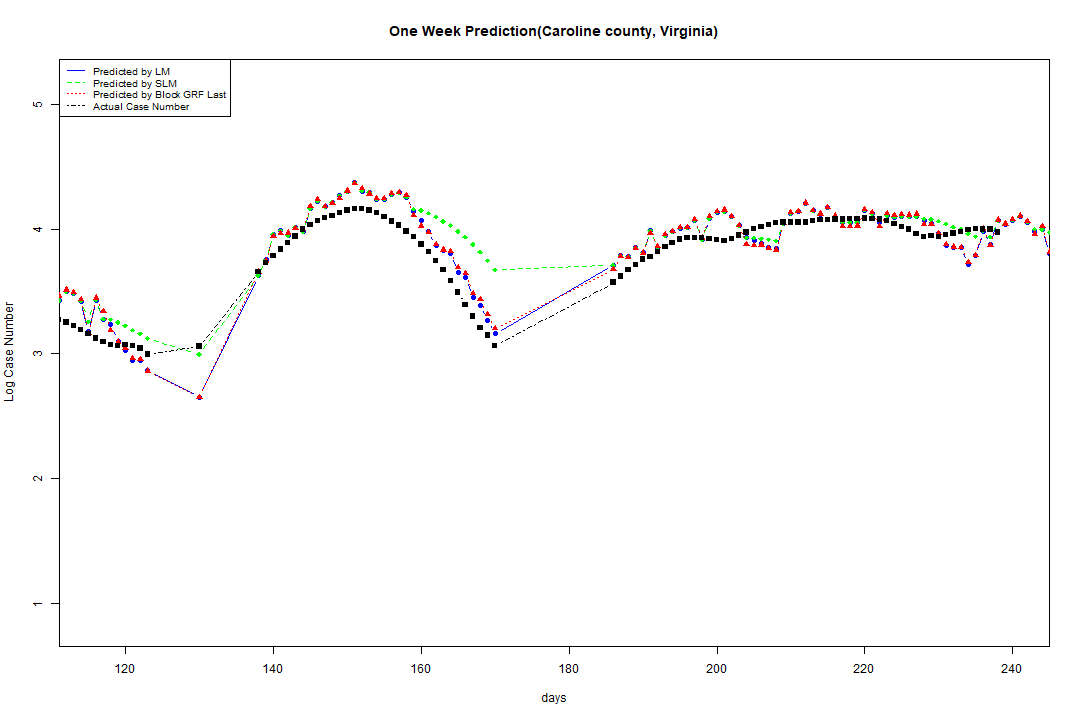 One Week Prediction(Caroline county, Virginia)
Predicted by LM
Predicted by SLM
Predicted by Block GRF Last
Actual Case Number
5
4
3
2
1
Log Case Number
120 140 160 180 200 220 240
days